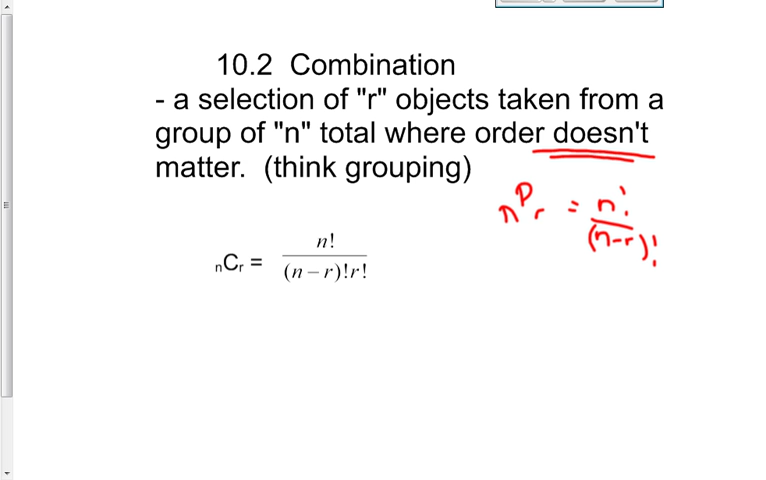 10.2 Combination
- a selection of "r" objects taken from a
group of "n" total where order doesn't
matter. (think grouping)
nPr = n!/(n-r)!
nCr = n!/(n-r)!r!